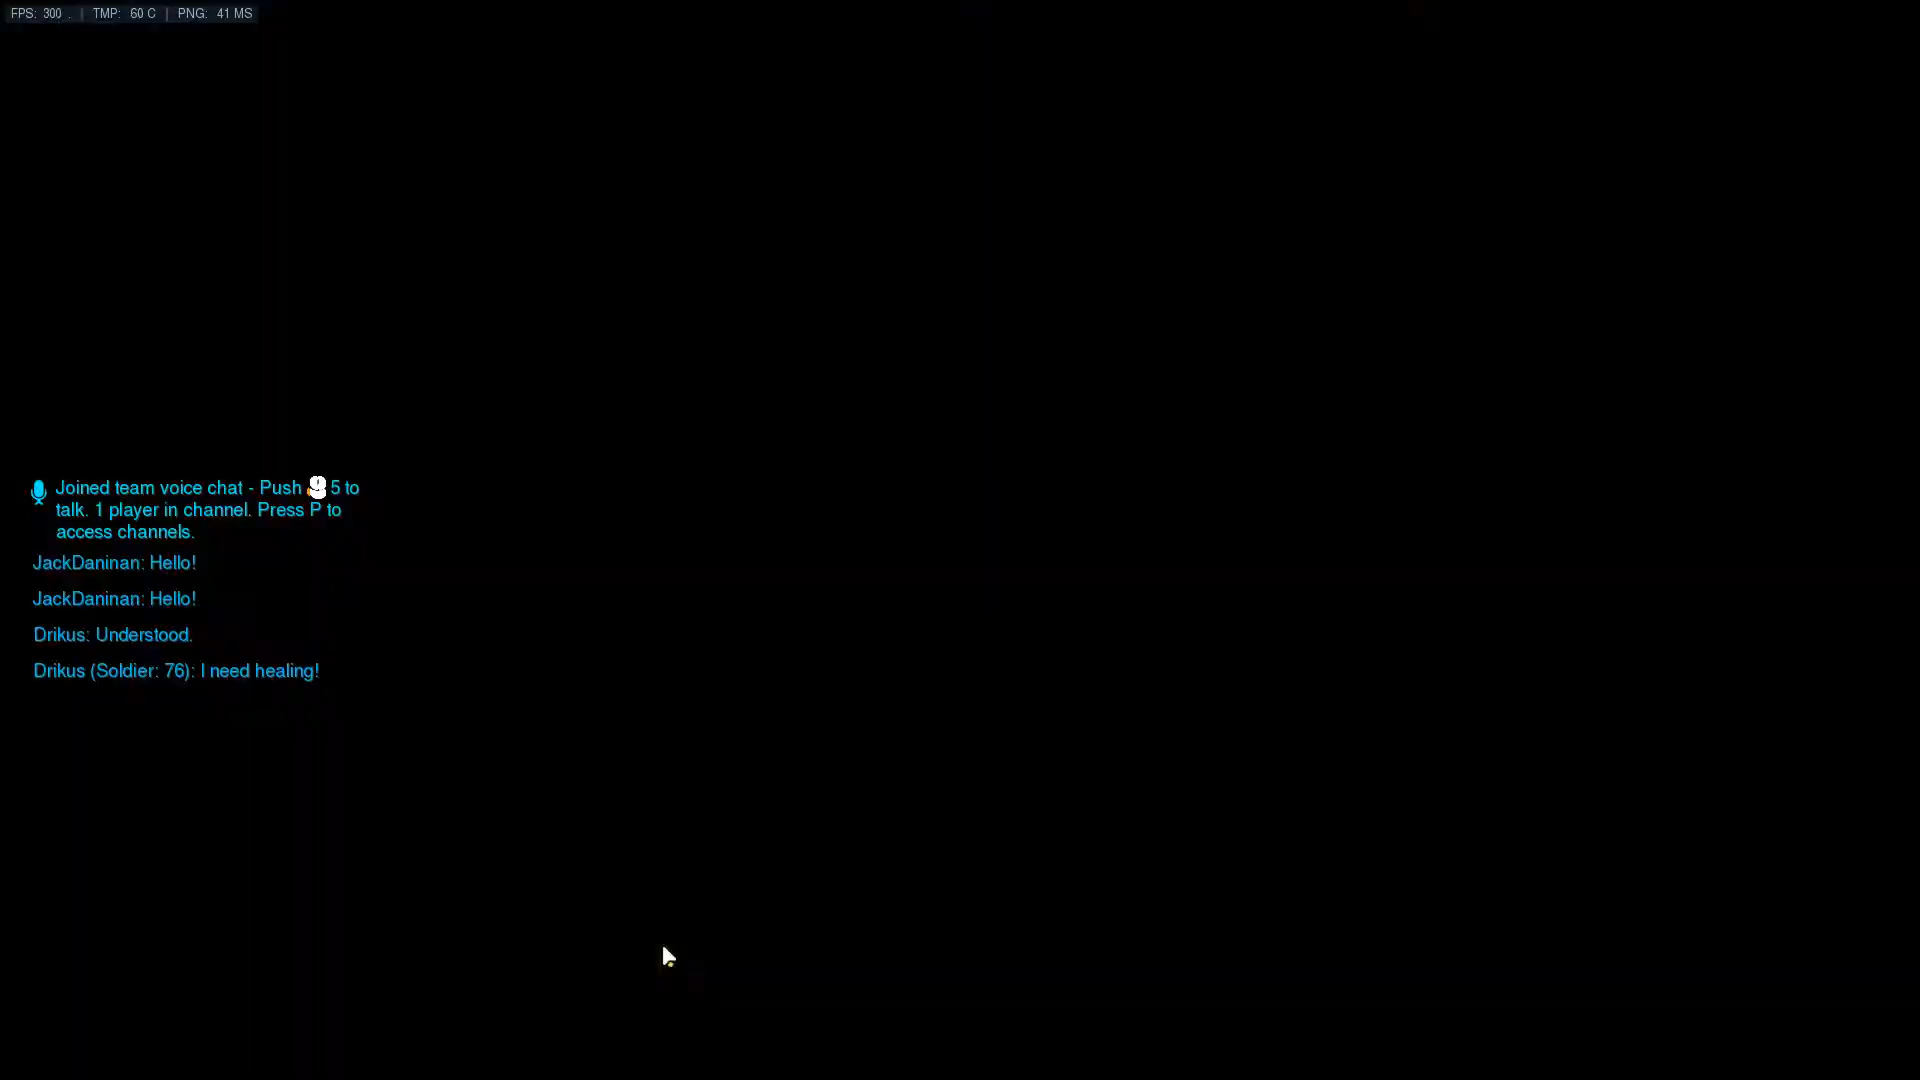 FPS: 300 . | TMP: 60 C | PNG: 41 MS
Joined team voice chat - Push 5 to
talk. 1 player in channel. Press P to
access channels.
JackDaninan: Hello!
JackDaninan: Hello!
Drikus: Understood.
Drikus (Soldier: 76): I need healing!